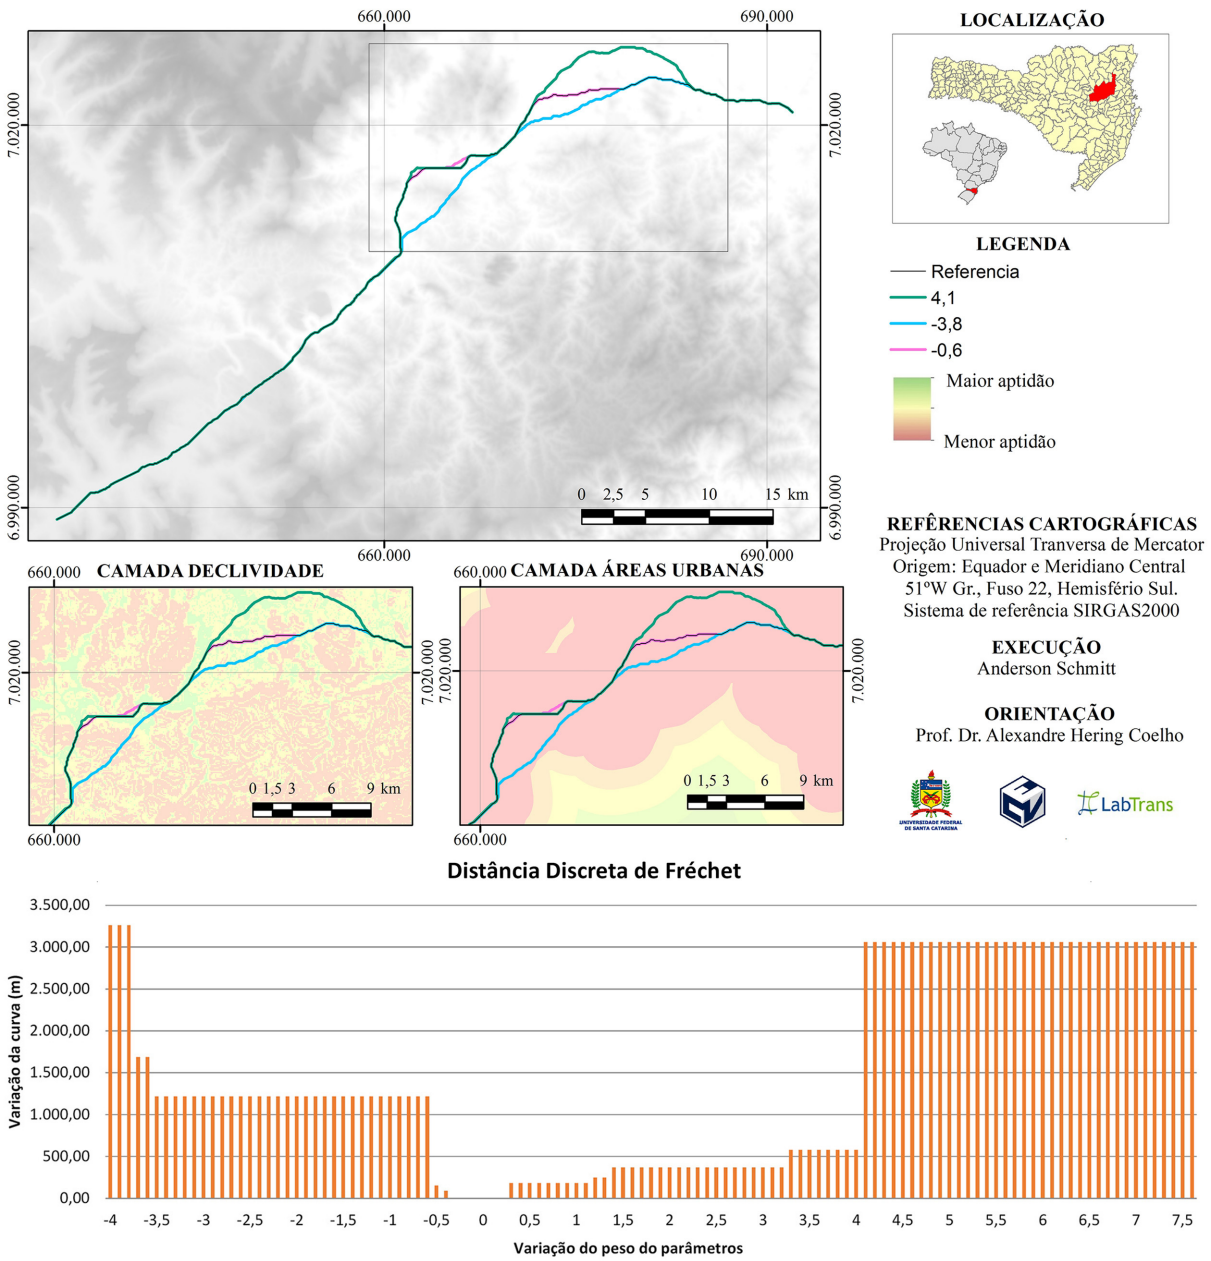 660.000
690.000
7.020.000
7.020.000
6.990.000
6.990.000
0 2,5 5 10 15 km
660.000
690.000
LOCALIZAÇÃO
LEGENDA
Referencia
4,1
-3,8
-0,6
Maior aptidão
Menor aptidão
REFÊRENCIAS CARTOGRÁFICAS
Projeção Universal Tranversa de Mercator
Origem: Equador e Meridiano Central
51ºW Gr., Fuso 22, Hemisfério Sul.
Sistema de referência SIRGAS2000
EXECUÇÃO
Anderson Schmitt
ORIENTAÇÃO
Prof. Dr. Alexandre Hering Coelho
UNIVERSIDADE FEDERAL
DE SANTA CATARINA
LabTrans
660.000 CAMADA DECLIVIDADE
7.020.000
7.020.000
0 1,5 3 6 9 km
660.000
660.000 CAMADA ÁREAS URBANAS
7.020.000
7.020.000
0 1,5 3 6 9 km
660.000
Distância Discreta de Fréchet
Variação da curva (m)
3.500,00
3.000,00
2.500,00
2.000,00
1.500,00
1.000,00
500,00
0,00
-4 -3,5 -3 -2,5 -2 -1,5 -1 -0,5 0 0,5 1 1,5 2 2,5 3 3,5 4 4,5 5 5,5 6 6,5 7 7,5
Variação do peso do parâmetros